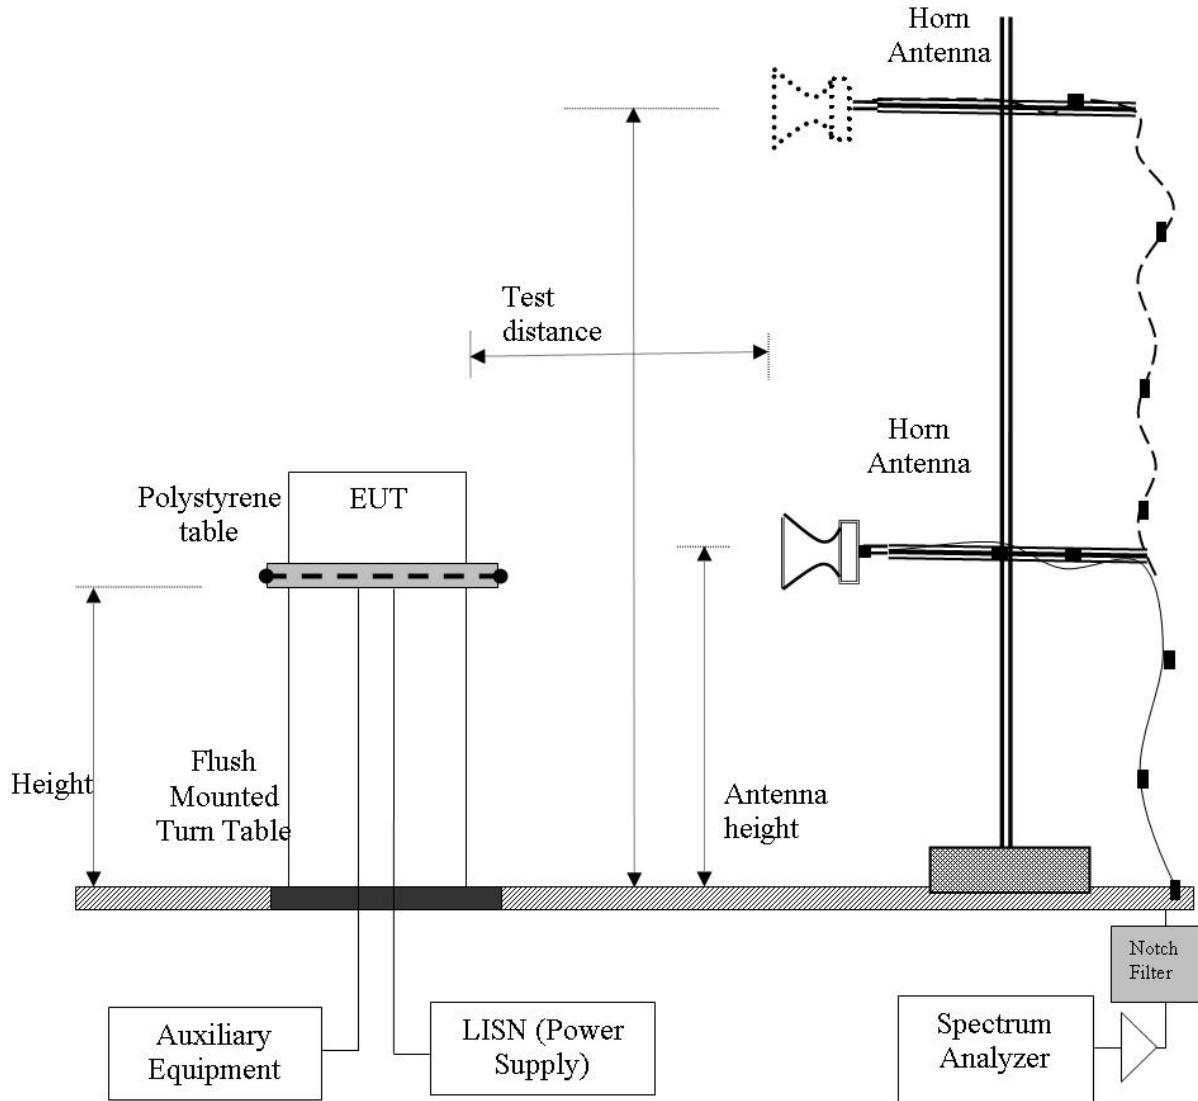 Horn
Antenna
Test
distance
Horn
Antenna
Polystyrene
table
EUT
Height
Flush
Mounted
Turn Table
Antenna
height
Notch
Filter
Auxiliary
Equipment
LISN (Power
Supply)
Spectrum
Analyzer